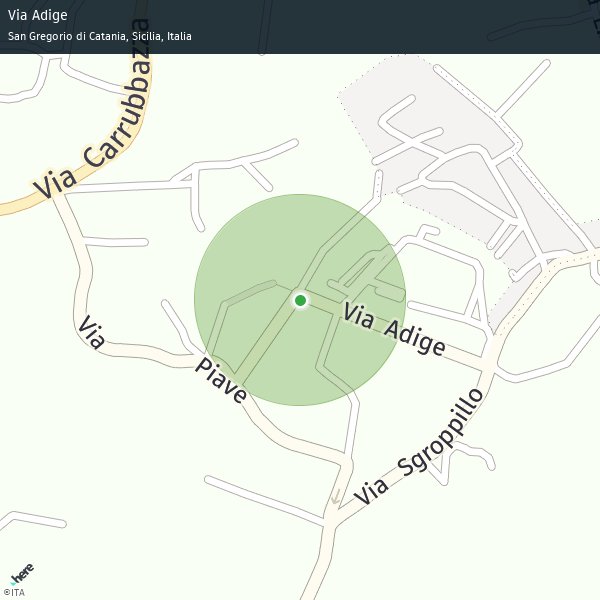 Via Adige
San Gregorio di Catania, Sicilia, Italia
Via Carrubbazza
Via Piave
Via Adige
Via Sgroppillo
here
©ITA